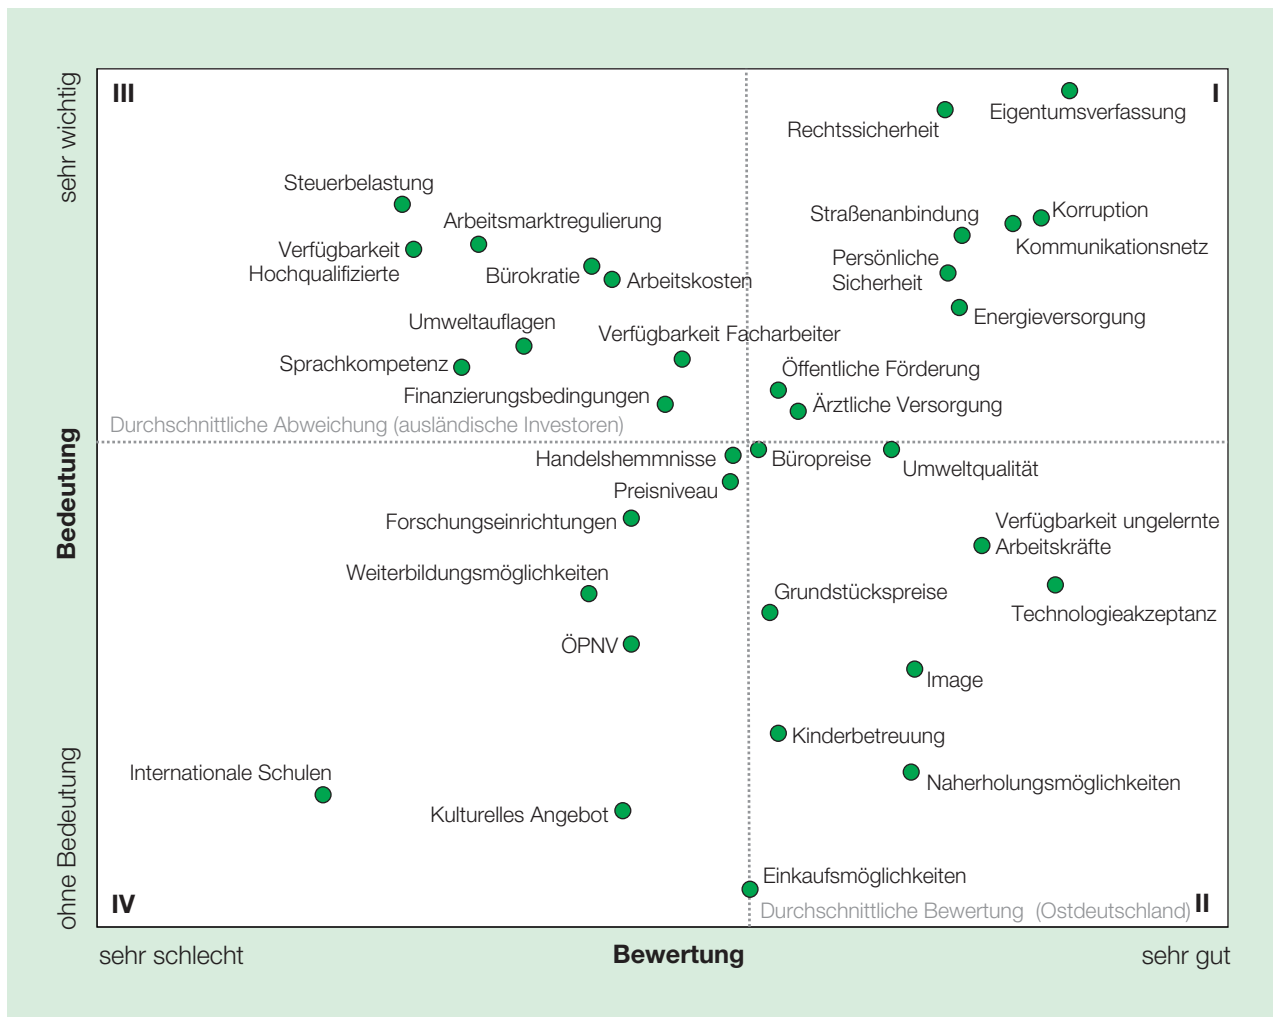 sehr wichtig
III
I
Eigentumsverfassung
Rechtssicherheit
Steuerbelastung
Arbeitsmarktregulierung
Straßenanbindung
Korruption
Kommunikationsnetz
Verfügbarkeit
Hochqualifizierte
Bürokratie
Arbeitskosten
Persönliche
Sicherheit
Energieversorgung
Umweltauflagen
Verfügbarkeit Facharbeiter
Sprachkompetenz
Öffentliche Förderung
Finanzierungsbedingungen
Ärztliche Versorgung
Durchschnittliche Abweichung (ausländische Investoren)
Bedeutung
Handelshemmnisse
Büropreise
Umweltqualität
Preisniveau
Forschungseinrichtungen
Verfügbarkeit ungelernte
Arbeitskräfte
Weiterbildungsmöglichkeiten
Grundstückspreise
Technologieakzeptanz
ÖPNV
Image
Kinderbetreuung
Internationale Schulen
Naherholungsmöglichkeiten
Kulturelles Angebot
Einkaufsmöglichkeiten
ohne Bedeutung
IV
Durchschnittliche Bewertung (Ostdeutschland)
II
sehr schlecht
Bewertung
sehr gut